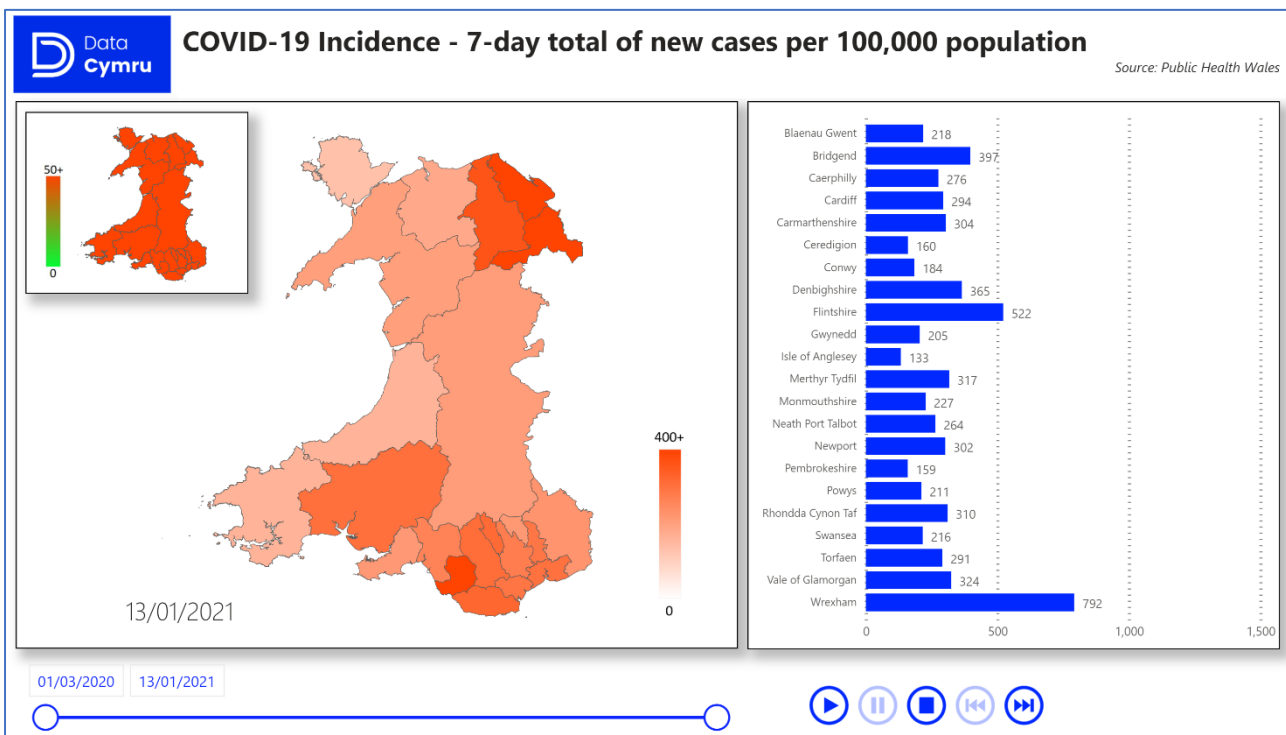 Data
Cymru
COVID-19 Incidence - 7-day total of new cases per 100,000 population
Source: Public Health Wales
50+
0
13/01/2021
400+
0
Blaenau Gwent 218
Bridgend 397
Caerphilly 276
Cardiff 294
Carmarthenshire 304
Ceredigion 160
Conwy 184
Denbighshire 365
Flintshire 522
Gwynedd 205
Isle of Anglesey 133
Merthyr Tydfil 317
Monmouthshire 227
Neath Port Talbot 264
Newport 302
Pembrokeshire 159
Powys 211
Rhondda Cynon Taf 310
Swansea 216
Torfaen 291
Vale of Glamorgan 324
Wrexham 792
0 500 1,000 1,500
01/03/2020 13/01/2021